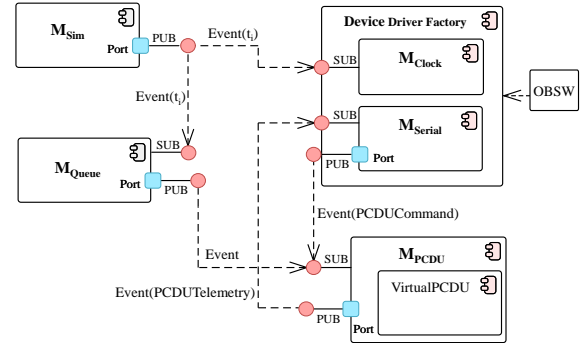 M_Sim
Port
PUB
Event(t_i)
Event(t_i)
Device Driver Factory
SUB
M_Clock
OBSW
SUB
M_Serial
PUB
Port
M_Queue
SUB
Port
PUB
Event(PCDUCommand)
Event
SUB
M_PCDU
VirtualPCDU
Event(PCDUTelemetry)
PUB
Port